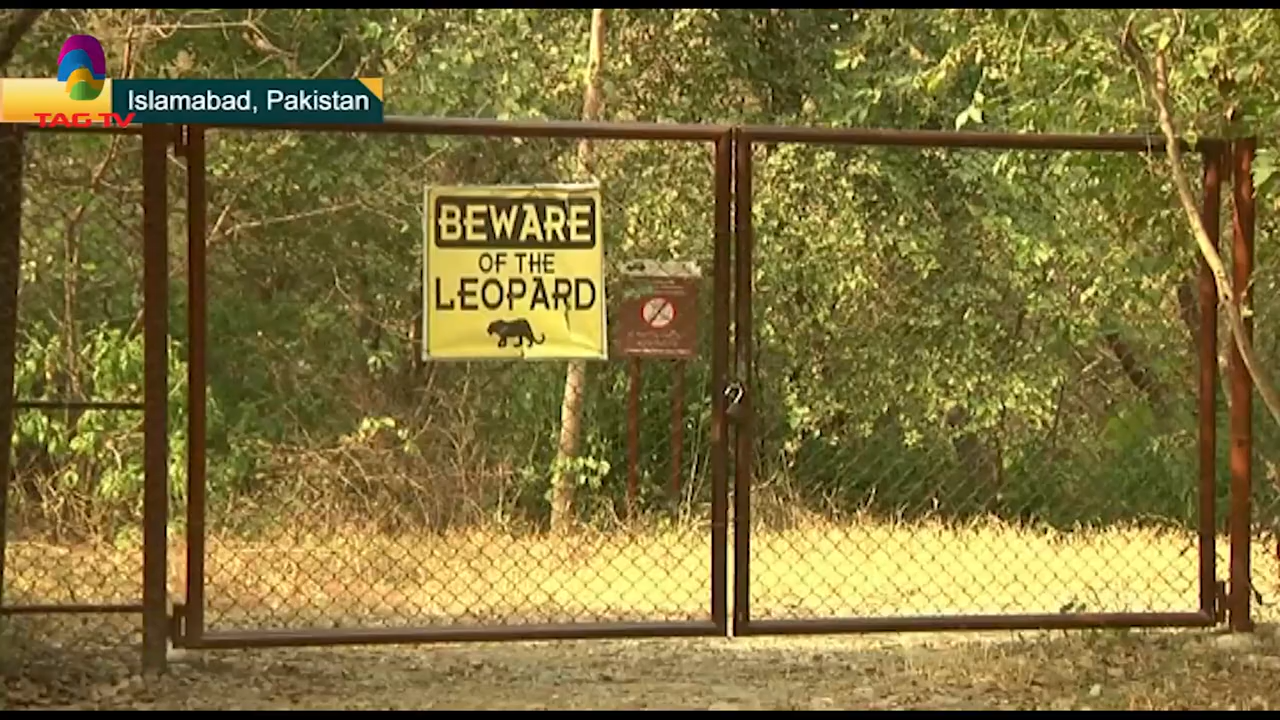 Islamabad, Pakistan
TAG TV
BEWARE
OF THE
LEOPARD